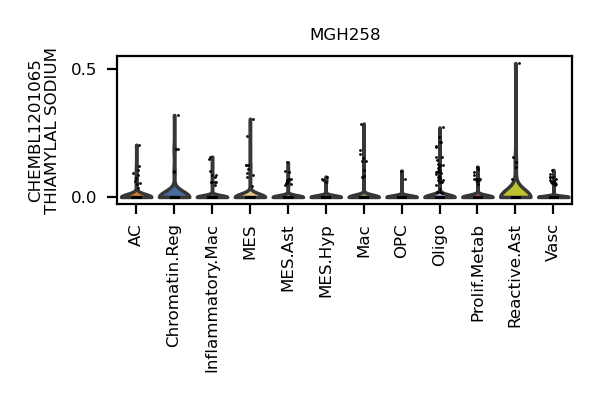 MGH258
CHEMBL1201065
THIAMYLAL SODIUM
0.5
0.0
AC
Chromatin.Reg
Inflammatory.Mac
MES
MES.Ast
MES.Hyp
Mac
OPC
Oligo
Prolif.Metab
Reactive.Ast
Vasc